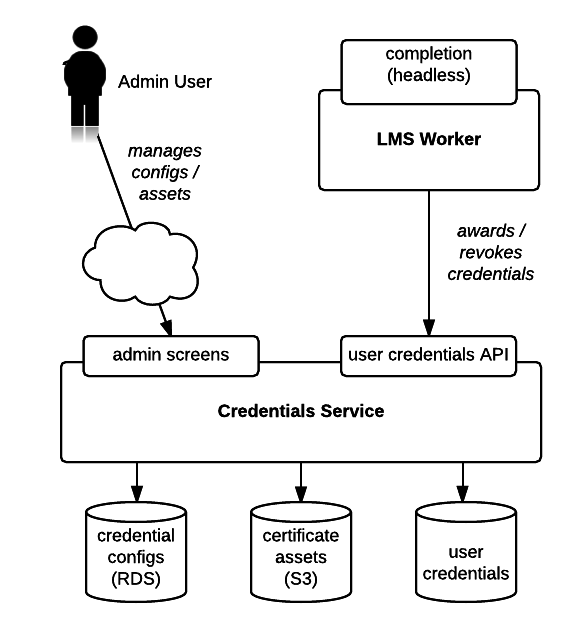 Admin User
manages
configs /
assets
completion
(headless)
LMS Worker
awards /
revokes
credentials
admin screens
user credentials API
Credentials Service
credential
configs
(RDS)
certificate
assets
(S3)
user
credentials